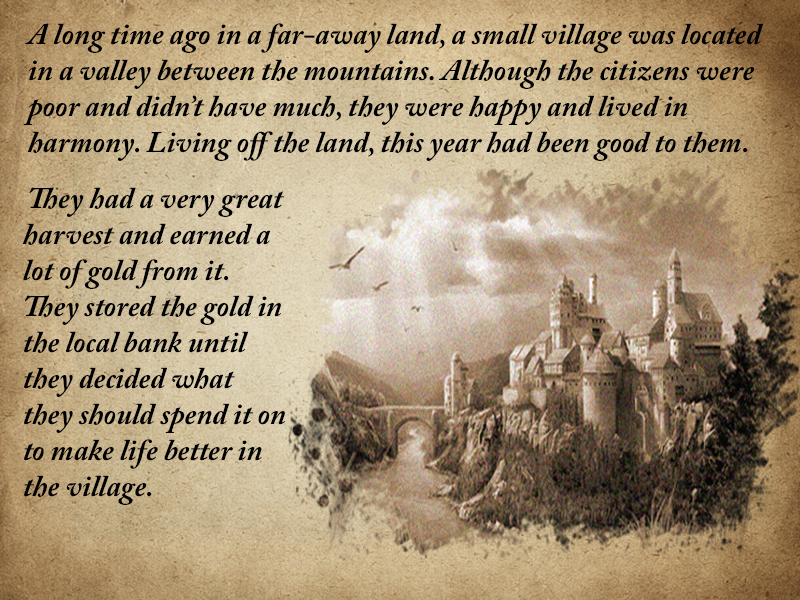 A long time ago in a far-away land, a small village was located
in a valley between the mountains. Although the citizens were
poor and didn't have much, they were happy and lived in
harmony. Living off the land, this year had been good to them.
They had a very great
harvest and earned a
lot of gold from it.
They stored the gold in
the local bank until
they decided what
they should spend it on
to make life better in
the village.